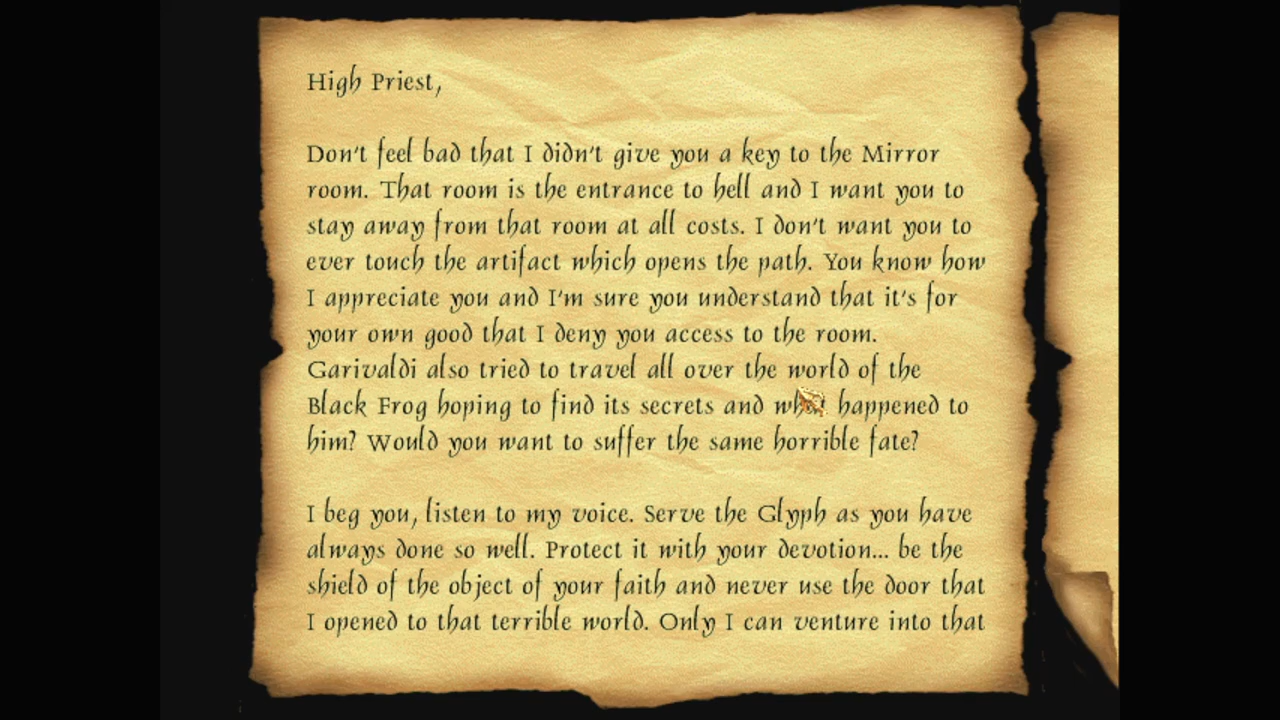 High Priest,
Don't feel bad that I didn't give you a key to the Mirror
room. That room is the entrance to hell and I want you to
stay away from that room at all costs. I don't want you to
ever touch the artifact which opens the path. You know how
I appreciate you and I'm sure you understand that it's for
your own good that I deny you access to the room.
Garivaldi also tried to travel all over the world of the
Black Frog hoping to find its secrets and happened to
him? Would you want to suffer the same horrible fate?
I beg you, listen to my voice. Serve the Glyph as you have
always done so well. Protect it with your devotion... be the
shield of the object of your faith and never use the door that
I opened to that terrible world. Only I can venture into that